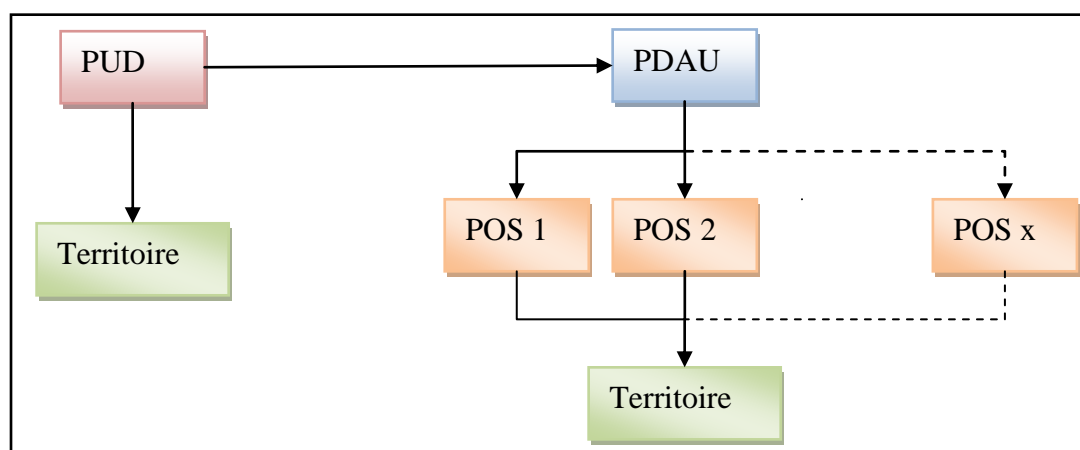 PUD
PDAU
Territoire
POS 1
POS 2
POS x
Territoire